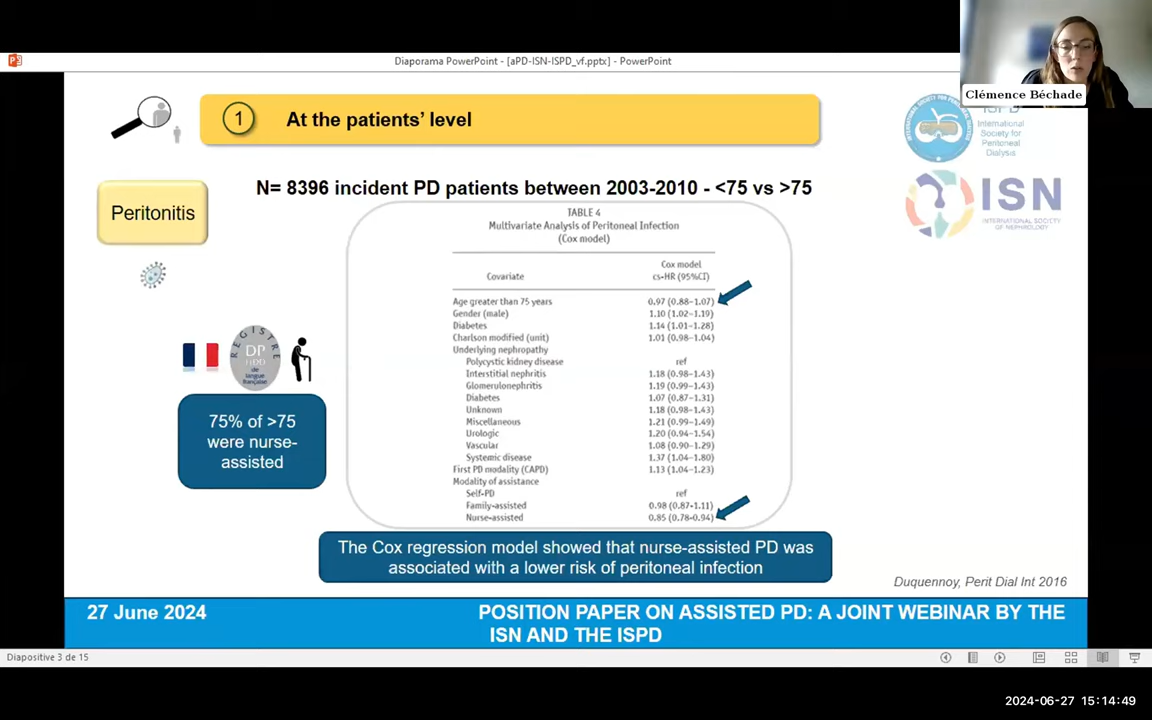 Diaporama PowerPoint - [aPD-ISN-ISPD_vf.pptx] - PowerPoint
Clémence Béchade
1
At the patients’ level
ISPD
International
Society for
Peritoneal
Dialysis
ISN
INTERNATIONAL SOCIETY
OF NEPHROLOGY
N= 8396 incident PD patients between 2003-2010 - <75 vs >75
Peritonitis
TABLE 4
Multivariate Analysis of Peritoneal Infection
(Cox model)
Cox model
Covariate cs-HR (95%CI)
Age greater than 75 years 0.97 (0.88–1.07)
Gender (male) 1.10 (1.02–1.19)
Diabetes 1.14 (1.01–1.28)
Charlson modified (unit) 1.01 (0.98–1.04)
Underlying nephropathy
Polycystic kidney disease ref
Interstitial nephritis 1.18 (0.98–1.43)
Glomerulonephritis 1.19 (0.99–1.43)
Diabetes 1.07 (0.87–1.31)
Unknown 1.18 (0.98–1.43)
Miscellaneous 1.21 (0.99–1.49)
Urologic 1.20 (0.94–1.54)
Vascular 1.08 (0.90–1.29)
Systemic disease 1.37 (1.04–1.80)
First PD modality (CAPD) 1.13 (1.04–1.23)
Modality of assistance
Self-PD ref
Family-assisted 0.98 (0.87–1.11)
Nurse-assisted 0.85 (0.78–0.94)
REGISTRE
DP
de
langue
française
75% of >75
were nurse-
assisted
The Cox regression model showed that nurse-assisted PD was
associated with a lower risk of peritoneal infection
Duquennoy, Perit Dial Int 2016
27 June 2024
POSITION PAPER ON ASSISTED PD: A JOINT WEBINAR BY THE
ISN AND THE ISPD
Diapositive 3 de 15
2024-06-27 15:14:49